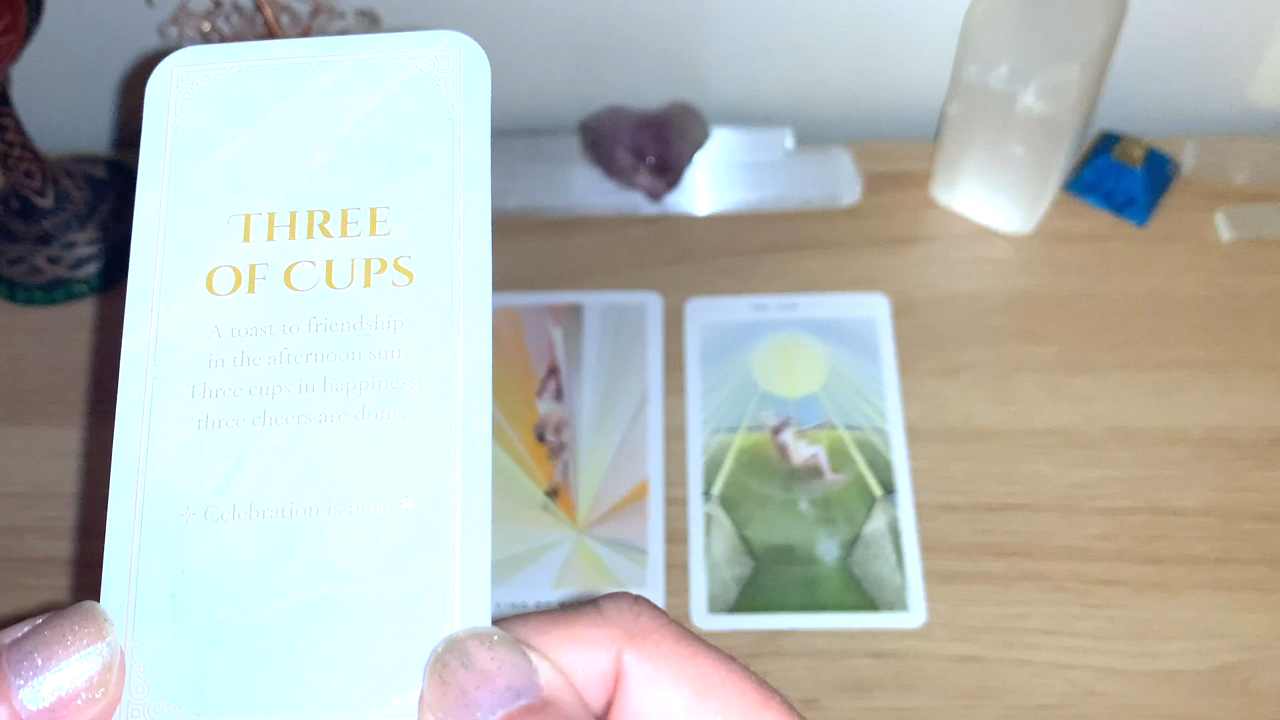 THREE
OF CUPS
A toast to friendship
in the afternoon sun
Three cups in happiness;
three cheers are done.
* Celebration is near *